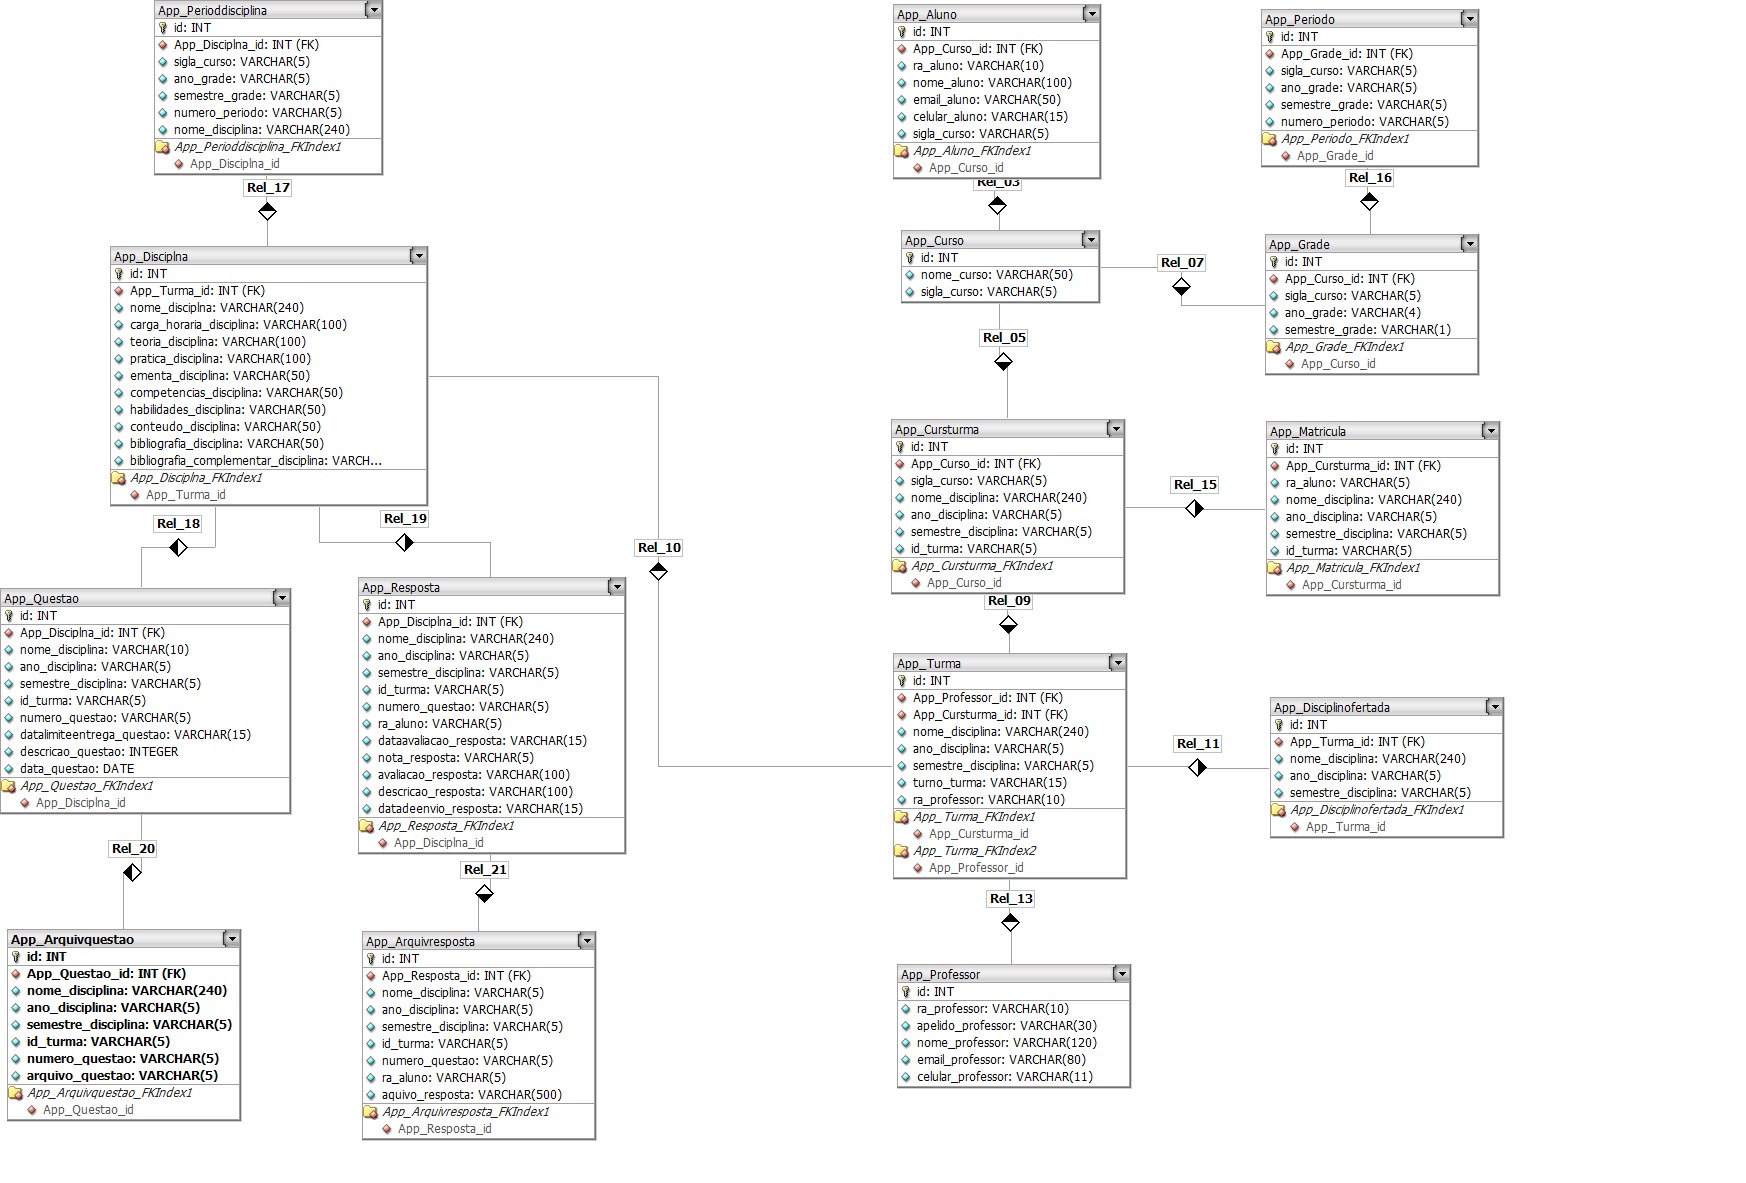 App_Perioddisciplina
id: INT
App_Disciplna_id: INT (FK)
sigla_curso: VARCHAR(5)
ano_grade: VARCHAR(5)
semestre_grade: VARCHAR(5)
numero_periodo: VARCHAR(5)
nome_disciplina: VARCHAR(240)
App_Perioddisciplina_FKIndex1
App_Disciplna_id
Rel_17
App_Disciplna
id: INT
App_Turma_id: INT (FK)
nome_disciplna: VARCHAR(240)
carga_horaria_disciplina: VARCHAR(100)
teoria_disciplina: VARCHAR(100)
pratica_disciplina: VARCHAR(100)
ementa_disciplina: VARCHAR(50)
competencias_disciplina: VARCHAR(50)
habilidades_disciplina: VARCHAR(50)
conteudo_disciplina: VARCHAR(50)
bibliografia_disciplina: VARCHAR(50)
bibliografia_complementar_disciplina: VARCH...
App_Disciplna_FKIndex1
App_Turma_id
Rel_18
Rel_19
Rel_10
App_Questao
id: INT
App_Disciplna_id: INT (FK)
nome_disciplina: VARCHAR(10)
ano_disciplina: VARCHAR(5)
semestre_disciplina: VARCHAR(5)
id_turma: VARCHAR(5)
numero_questao: VARCHAR(5)
datalimiteentrega_questao: VARCHAR(15)
descricao_questao: INTEGER
data_questao: DATE
App_Questao_FKIndex1
App_Disciplna_id
Rel_20
App_Arquivquestao
id: INT
App_Questao_id: INT (FK)
nome_disciplina: VARCHAR(240)
ano_disciplina: VARCHAR(5)
semestre_disciplina: VARCHAR(5)
id_turma: VARCHAR(5)
numero_questao: VARCHAR(5)
arquivo_questao: VARCHAR(5)
App_Arquivquestao_FKIndex1
App_Questao_id
App_Resposta
id: INT
App_Disciplna_id: INT (FK)
nome_disciplina: VARCHAR(240)
ano_disciplina: VARCHAR(5)
semestre_disciplina: VARCHAR(5)
id_turma: VARCHAR(5)
numero_questao: VARCHAR(5)
ra_aluno: VARCHAR(5)
dataavaliacao_resposta: VARCHAR(15)
nota_resposta: VARCHAR(5)
avaliacao_resposta: VARCHAR(100)
descricao_resposta: VARCHAR(100)
datadeenvio_resposta: VARCHAR(15)
App_Resposta_FKIndex1
App_Disciplna_id
Rel_21
App_Arquivresposta
id: INT
App_Resposta_id: INT (FK)
nome_disciplina: VARCHAR(5)
ano_disciplina: VARCHAR(5)
semestre_disciplina: VARCHAR(5)
id_turma: VARCHAR(5)
numero_questao: VARCHAR(5)
ra_aluno: VARCHAR(5)
aquivo_resposta: VARCHAR(500)
App_Arquivresposta_FKIndex1
App_Resposta_id
App_Aluno
id: INT
App_Curso_id: INT (FK)
ra_aluno: VARCHAR(10)
nome_aluno: VARCHAR(100)
email_aluno: VARCHAR(50)
celular_aluno: VARCHAR(15)
sigla_curso: VARCHAR(5)
App_Aluno_FKIndex1
App_Curso_id
Rel_03
App_Curso
id: INT
nome_curso: VARCHAR(50)
sigla_curso: VARCHAR(5)
Rel_07
Rel_05
App_Periodo
id: INT
App_Grade_id: INT (FK)
sigla_curso: VARCHAR(5)
ano_grade: VARCHAR(5)
semestre_grade: VARCHAR(5)
numero_periodo: VARCHAR(5)
App_Periodo_FKIndex1
App_Grade_id
Rel_16
App_Grade
id: INT
App_Curso_id: INT (FK)
sigla_curso: VARCHAR(5)
ano_grade: VARCHAR(4)
semestre_grade: VARCHAR(1)
App_Grade_FKIndex1
App_Curso_id
App_Cursturma
id: INT
App_Curso_id: INT (FK)
sigla_curso: VARCHAR(5)
nome_disciplina: VARCHAR(240)
ano_disciplina: VARCHAR(5)
semestre_disciplina: VARCHAR(5)
id_turma: VARCHAR(5)
App_Cursturma_FKIndex1
App_Curso_id
Rel_15
App_Matricula
id: INT
App_Cursturma_id: INT (FK)
ra_aluno: VARCHAR(5)
nome_disciplina: VARCHAR(240)
ano_disciplina: VARCHAR(5)
semestre_disciplina: VARCHAR(5)
id_turma: VARCHAR(5)
App_Matricula_FKIndex1
App_Cursturma_id
Rel_09
App_Turma
id: INT
App_Professor_id: INT (FK)
App_Cursturma_id: INT (FK)
nome_disciplina: VARCHAR(240)
ano_disciplina: VARCHAR(5)
semestre_disciplina: VARCHAR(5)
turno_turma: VARCHAR(15)
ra_professor: VARCHAR(10)
App_Turma_FKIndex1
App_Cursturma_id
App_Turma_FKIndex2
App_Professor_id
Rel_11
App_Disciplinofertada
id: INT
App_Turma_id: INT (FK)
nome_disciplina: VARCHAR(240)
ano_disciplina: VARCHAR(5)
semestre_disciplina: VARCHAR(5)
App_Disciplinofertada_FKIndex1
App_Turma_id
Rel_13
App_Professor
id: INT
ra_professor: VARCHAR(10)
apelido_professor: VARCHAR(30)
nome_professor: VARCHAR(120)
email_professor: VARCHAR(80)
celular_professor: VARCHAR(11)